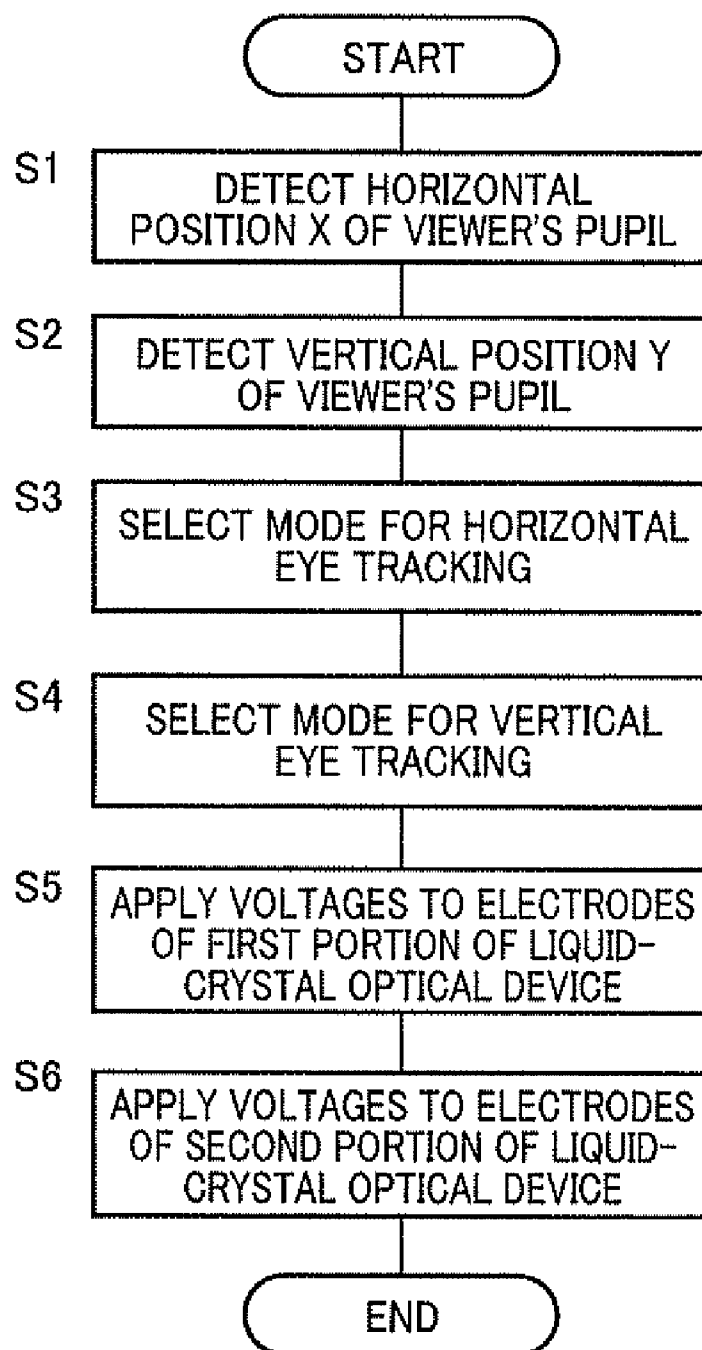 START
S1
DETECT HORIZONTAL
POSITION X OF VIEWER'S PUPIL
S2
DETECT VERTICAL POSITION Y
OF VIEWER'S PUPIL
S3
SELECT MODE FOR HORIZONTAL
EYE TRACKING
S4
SELECT MODE FOR VERTICAL
EYE TRACKING
S5
APPLY VOLTAGES TO ELECTRODES
OF FIRST PORTION OF LIQUID-
CRYSTAL OPTICAL DEVICE
S6
APPLY VOLTAGES TO ELECTRODES
OF SECOND PORTION OF LIQUID-
CRYSTAL OPTICAL DEVICE
END